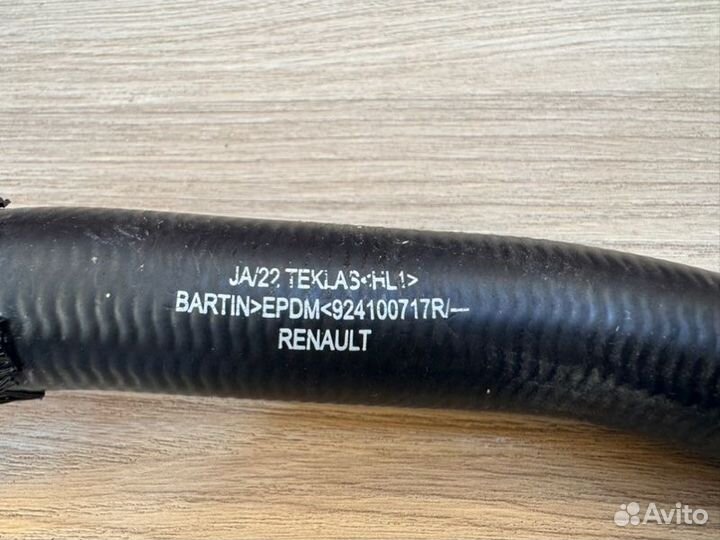 JA/22 TEKLAS<HL1>
BARTIN>EPDM<924100717R/—
RENAULT
Avito